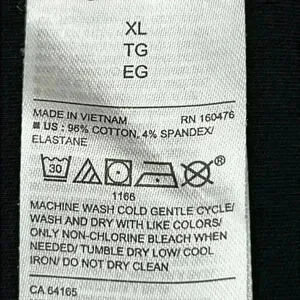 XL
TG
EG
MADE IN VIETNAM RN 160476
■ US : 96% COTTON, 4% SPANDEX/
ELASTANE
30
®
1166
MACHINE WASH COLD GENTLE CYCLE/
WASH AND DRY WITH LIKE COLORS/
ONLY NON-CHLORINE BLEACH WHEN
NEEDED/ TUMBLE DRY LOW/ COOL
IRON/ DO NOT DRY CLEAN
CA 64165